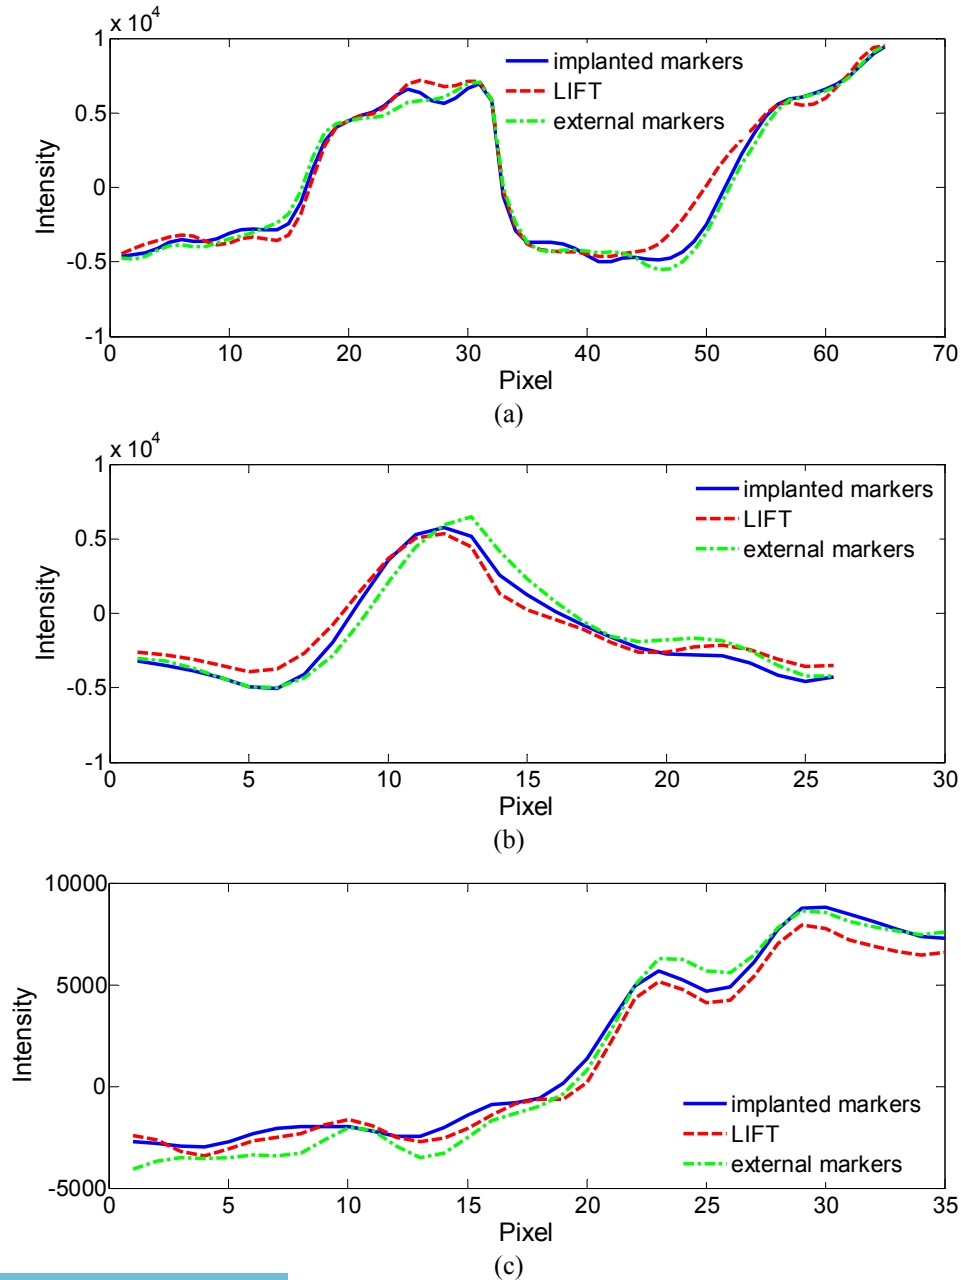 1 x 10^4
0.5
0
-0.5
-1
Intensity
implanted markers
LIFT
external markers
0 10 20 30 40 50 60 70
Pixel
(a)
1 x 10^4
0.5
0
-0.5
-1
Intensity
implanted markers
LIFT
external markers
0 5 10 15 20 25 30
Pixel
(b)
10000
5000
0
-5000
Intensity
implanted markers
LIFT
external markers
0 5 10 15 20 25 30 35
Pixel
(c)